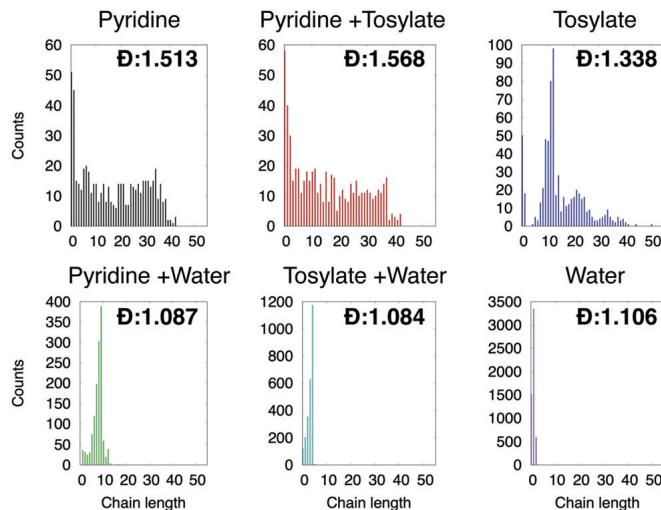 Pyridine
Pyridine +Tosylate
Tosylate
Đ:1.513
Đ:1.568
Đ:1.338
Counts
60
50
40
30
20
10
0
0 10 20 30 40 50
60
50
40
30
20
10
0
0 10 20 30 40 50
100
90
80
70
60
50
40
30
20
10
0
0 10 20 30 40 50
Pyridine +Water
Tosylate +Water
Water
Đ:1.087
Đ:1.084
Đ:1.106
Counts
400
350
300
250
200
150
100
50
0
0 10 20 30 40 50
Chain length
1200
1000
800
600
400
200
0
0 10 20 30 40 50
Chain length
3500
3000
2500
2000
1500
1000
500
0
0 10 20 30 40 50
Chain length